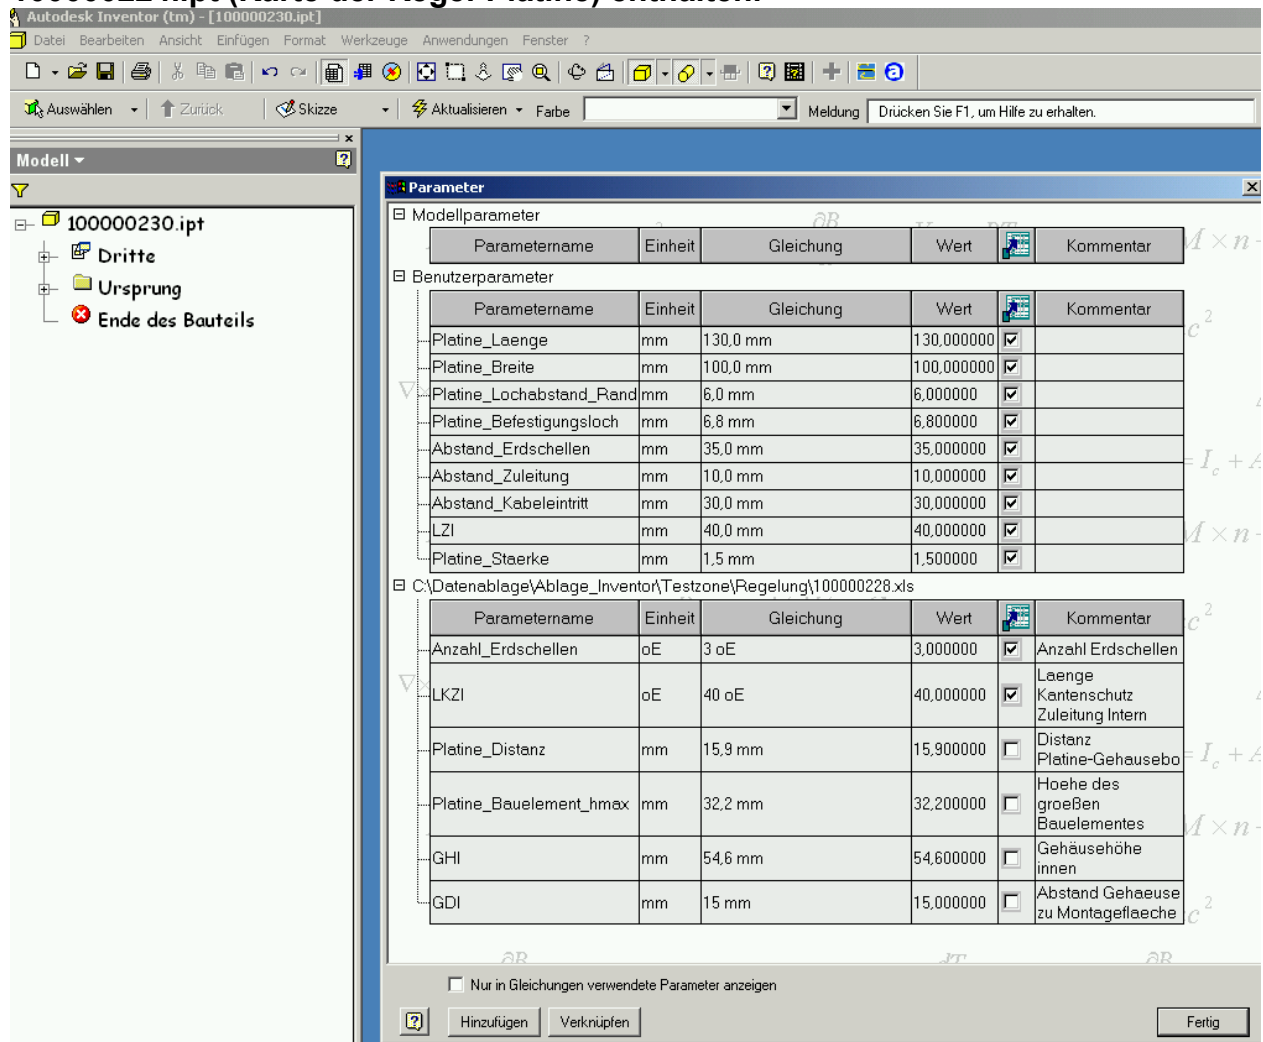 Autodesk Inventor (tm) - [100000230.ipt]
Datei Bearbeiten Ansicht Einfügen Format Werkzeuge Anwendungen Fenster ?
Auswählen Zurück Skizze Aktualisieren Farbe Meldung Drücken Sie F1, um Hilfe zu erhalten.
Modell
100000230.ipt
Dritte
Ursprung
Ende des Bauteils
Parameter
Modellparameter
Parametername Einheit Gleichung Wert Kommentar
Benutzerparameter
Parametername Einheit Gleichung Wert Kommentar
Platine_Laenge mm 130,0 mm 130,000000
Platine_Breite mm 100,0 mm 100,000000
Platine_Lochabstand_Rand mm 6,0 mm 6,000000
Platine_Befestigungsloch mm 6,8 mm 6,800000
Abstand_Erdschellen mm 35,0 mm 35,000000
Abstand_Zuleitung mm 10,0 mm 10,000000
Abstand_Kabeleintritt mm 30,0 mm 30,000000
LZI mm 40,0 mm 40,000000
Platine_Staerke mm 1,5 mm 1,500000
C:\Datenablage\Ablage_Inventor\Testzone\Regelung\100000228.xls
Parametername Einheit Gleichung Wert Kommentar
Anzahl_Erdschellen oE 3 oE 3,000000 Anzahl Erdschellen
LKZI oE 40 oE 40,000000 Laenge
Kantenschutz
Zuleitung Intern
Platine_Distanz mm 15,9 mm 15,900000 Distanz
Platine-Gehausebo
Platine_Bauelement_hmax mm 32,2 mm 32,200000 Hoehe des
groeßen
Bauelementes
GHI mm 54,6 mm 54,600000 Gehäusehöhe
innen
GDI mm 15 mm 15,000000 Abstand Gehaeuse
zu Montageflaeche
Nur in Gleichungen verwendete Parameter anzeigen
Hinzufügen Verknüpfen Fertig